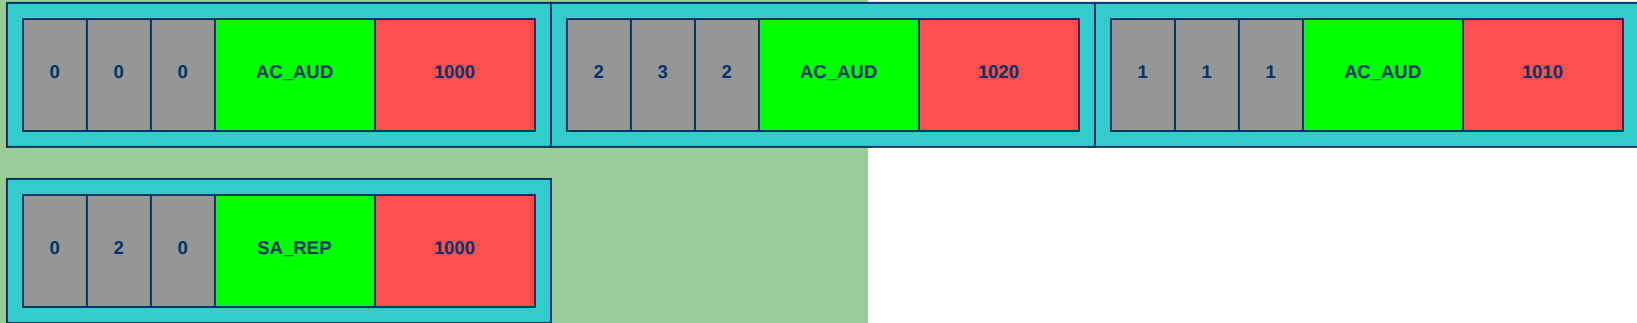 0 0 0 AC_AUD 1000 2 3 2 AC_AUD 1020 1 1 1 AC_AUD 1010
0 2 0 SA_REP 1000